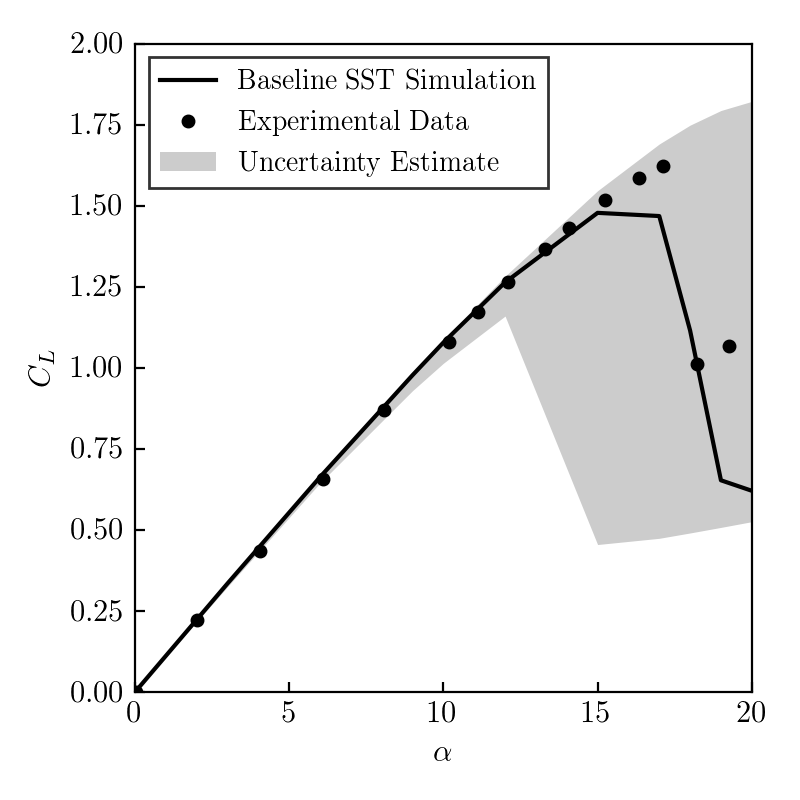 2.00
1.75
1.50
1.25
1.00
0.75
0.50
0.25
0.00
C_L
Baseline SST Simulation
Experimental Data
Uncertainty Estimate
0 5 10 15 20
α